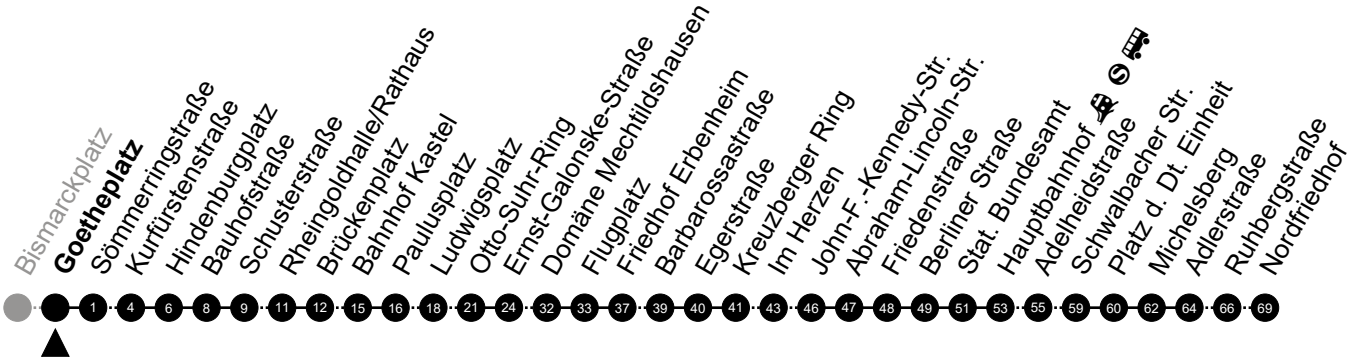 Bismarckplatz
Goetheplatz
Sömmerringstraße
Kurfürstenstraße
Hindenburgplatz
Bauhofstraße
Schusterstraße
Rheingoldhalle/Rathaus
Brückenplatz
Bahnhof Kastel
Paulusplatz
Ludwigsplatz
Otto-Suhr-Ring
Ernst-Galonske-Straße
Domäne Mechtildshausen
Flugplatz
Friedhof Erbenheim
Barbarossastraße
Egerstraße
Kreuzberger Ring
Im Herzen
John-F.-Kennedy-Str.
Abraham-Lincoln-Str.
Friedenstraße
Berliner Straße
Stat. Bundesamt
Hauptbahnhof S
Adelheidstraße
Schwalbacher Str.
Platz d. Dt. Einheit
Michelsberg
Adlerstraße
Ruhbergstraße
Nordfriedhof
1 4 6 8 9 11 12 15 16 18 21 24 32 33 37 39 40 41 43 46 47 48 49 51 53 55 59 60 62 64 66 69